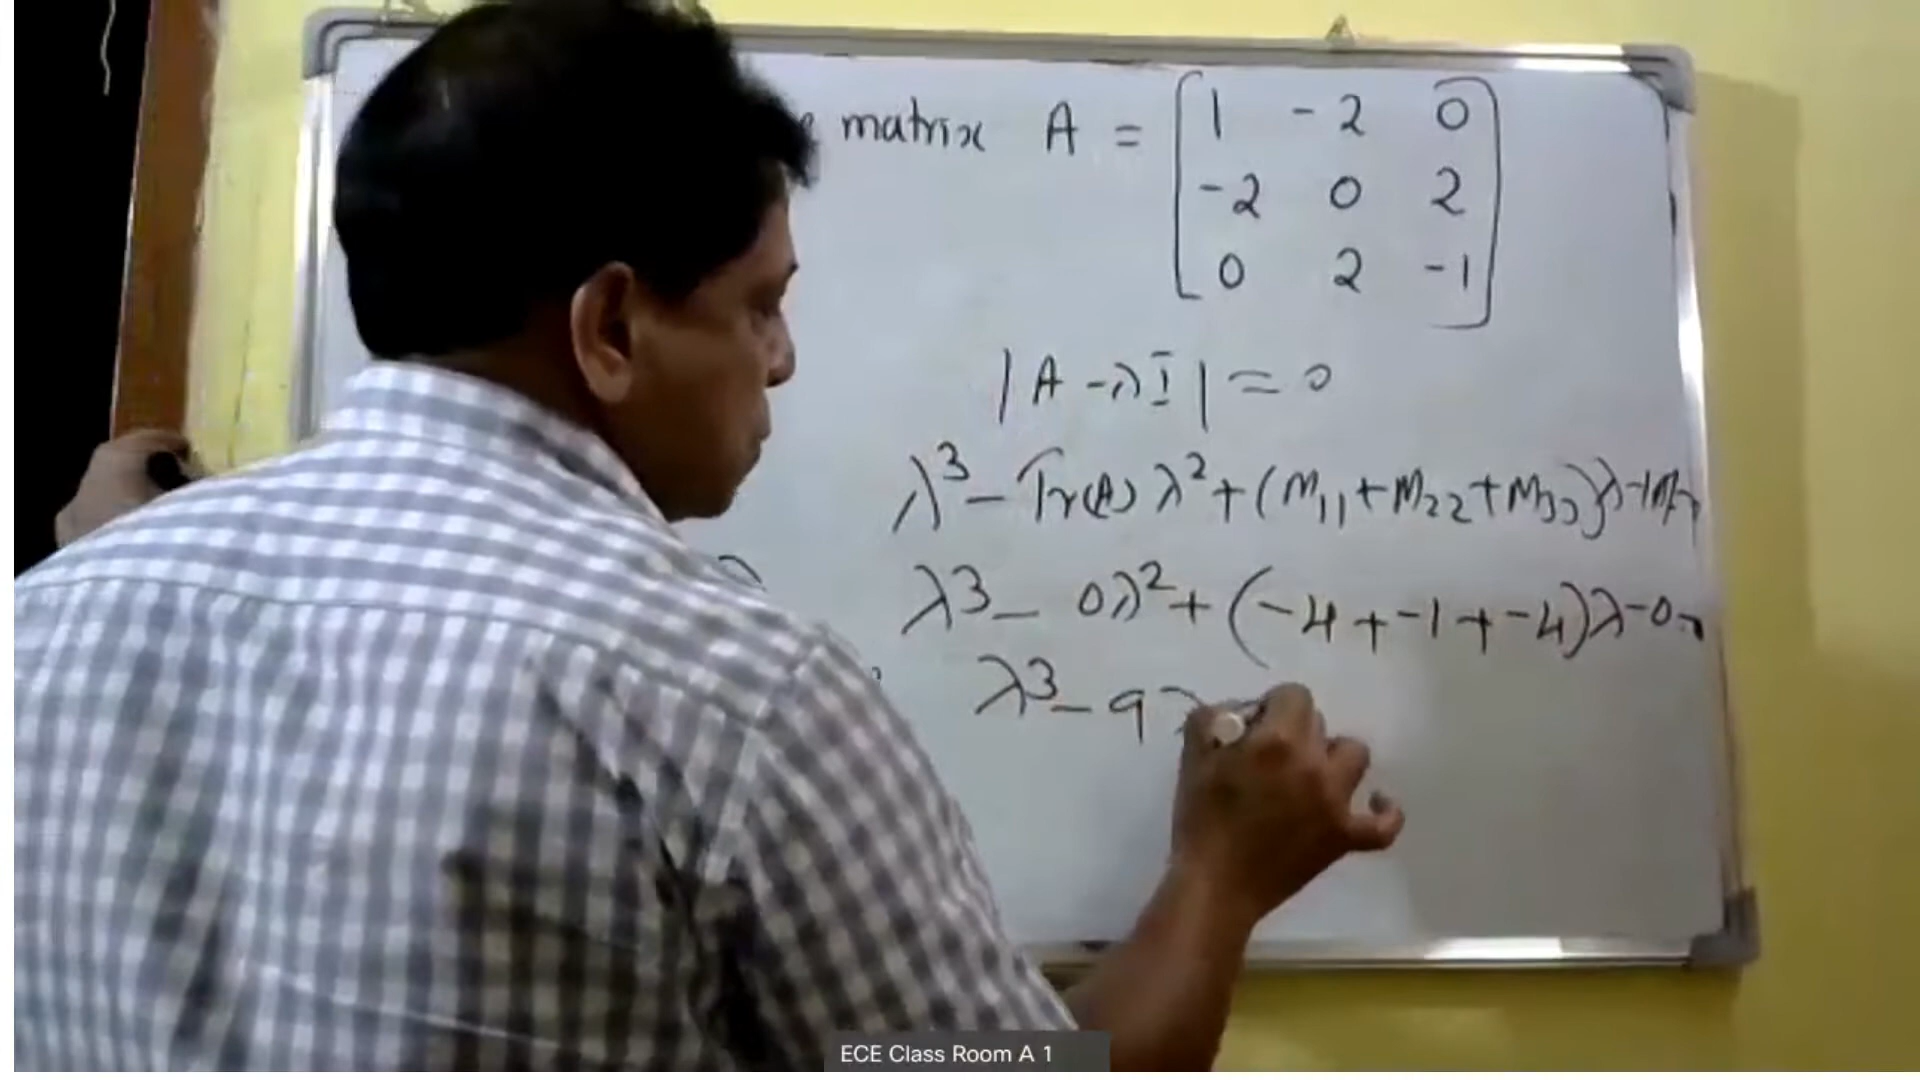 matrix A = [1 -2 0
-2 0 2
0 2 -1]
|A - λI| = 0
λ³ - Tr(A) λ² + (M₁₁ + M₂₂ + M₃₃)λ - |A| =
λ³ - 0λ² + (-4 + -1 + -4)λ - 0 =
λ³ - 9λ
ECE Class Room A 1